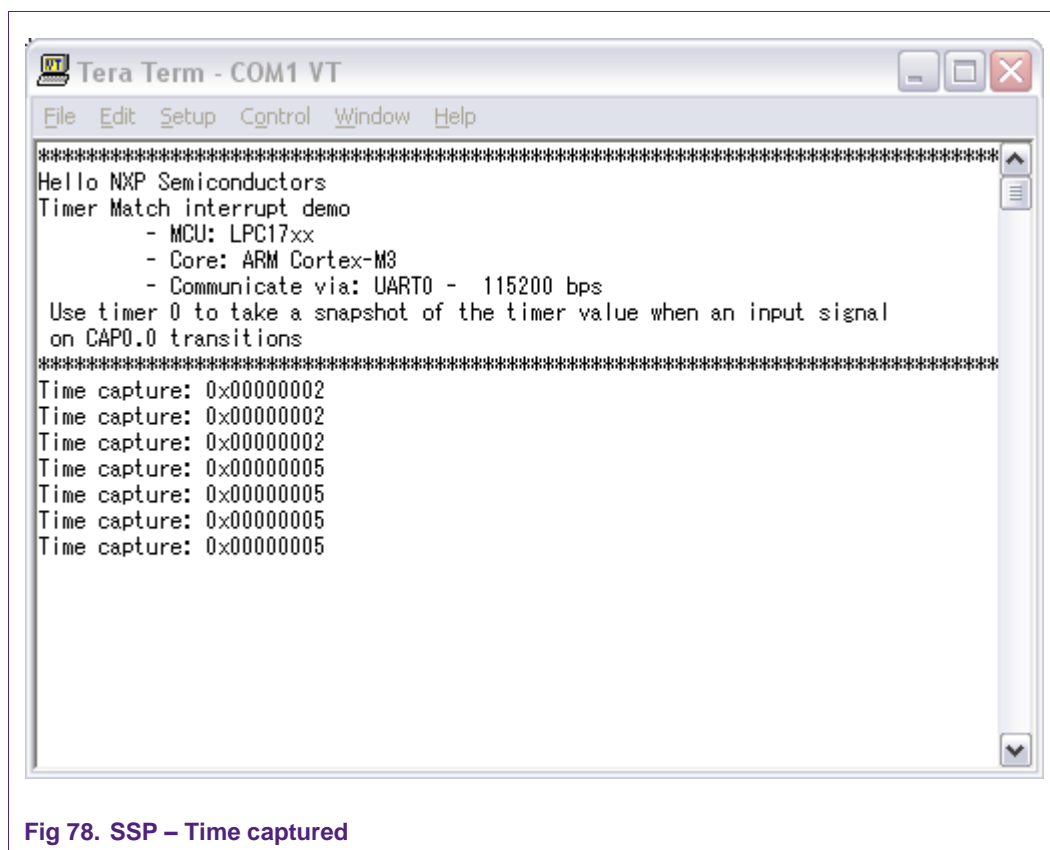 Tera Term - COM1 VT
File Edit Setup Control Window Help
********************************************************************************
Hello NXP Semiconductors
Timer Match interrupt demo
- MCU: LPC17xx
- Core: ARM Cortex-M3
- Communicate via: UART0 - 115200 bps
Use timer 0 to take a snapshot of the timer value when an input signal
on CAP0.0 transitions
********************************************************************************
Time capture: 0x00000002
Time capture: 0x00000002
Time capture: 0x00000002
Time capture: 0x00000005
Time capture: 0x00000005
Time capture: 0x00000005
Time capture: 0x00000005
Fig 78. SSP – Time captured